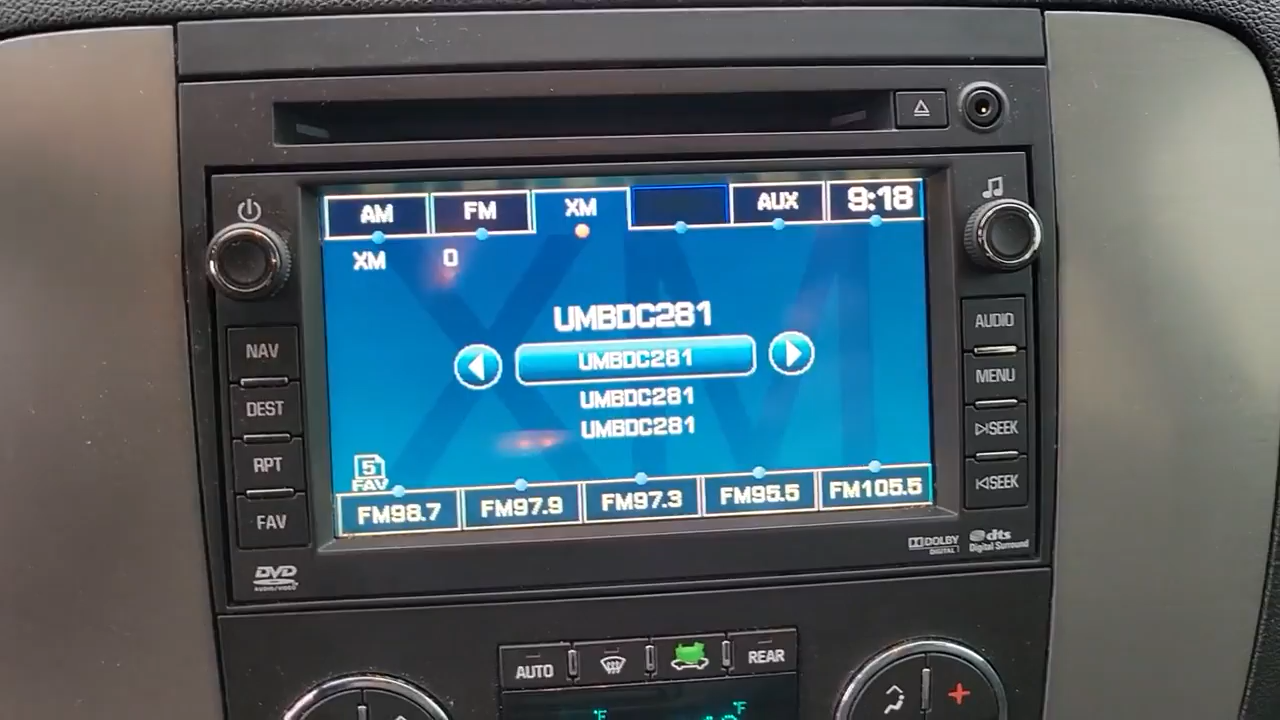 AM FM XM AUX 9:18
XM 0
UMBDC281
UMBDC281
UMBDC281
UMBDC281
5
FAV
FM98.7 FM97.9 FM97.3 FM95.5 FM105.5
NAV
DEST
RPT
FAV
DVD
AUDIO/VIDEO
AUDIO
MENU
SEEK
SEEK
DOLBY
DIGITAL
dts
Digital Surround
AUTO REAR
°F °F